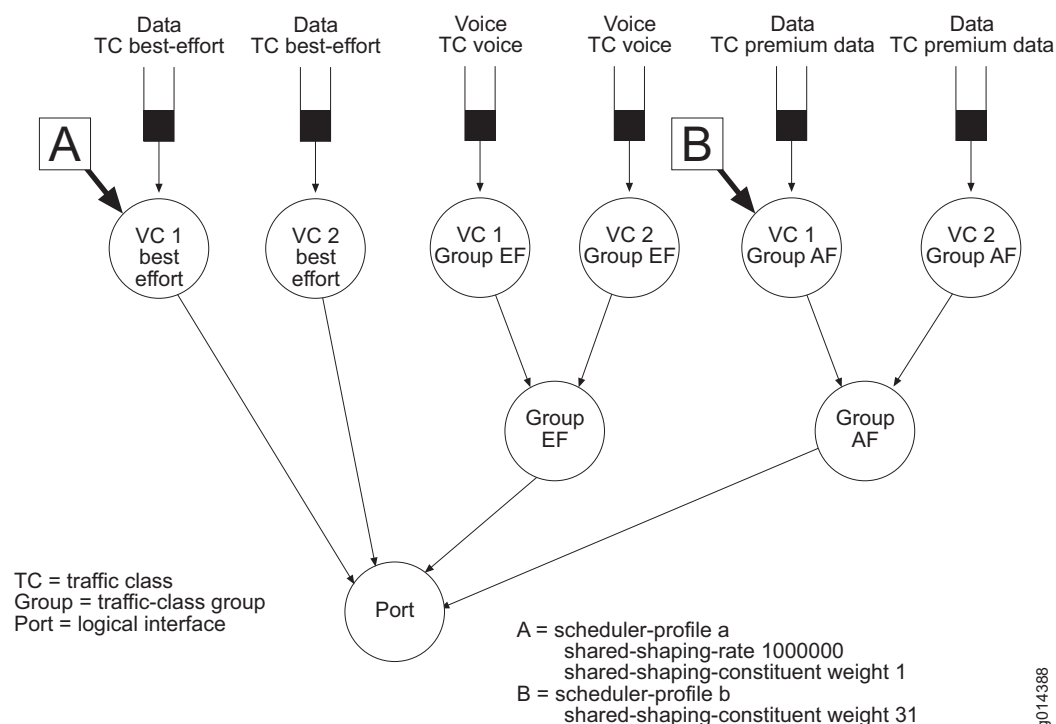 Data
TC best-effort
Data
TC best-effort
Voice
TC voice
Voice
TC voice
Data
TC premium data
Data
TC premium data
A
B
VC 1
best
effort
VC 2
best
effort
VC 1
Group EF
VC 2
Group EF
VC 1
Group AF
VC 2
Group AF
Group
EF
Group
AF
Port
TC = traffic class
Group = traffic-class group
Port = logical interface
A = scheduler-profile a
shared-shaping-rate 1000000
shared-shaping-constituent weight 1
B = scheduler-profile b
shared-shaping-constituent weight 31
g014388